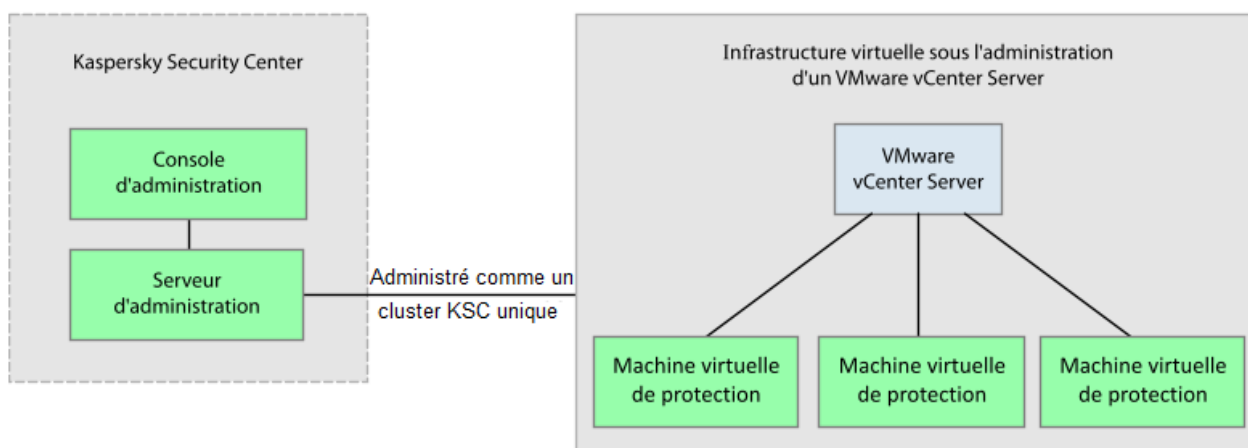 Kaspersky Security Center
Console
d'administration
Serveur
d'administration
Administré comme un
cluster KSC unique
Infrastructure virtuelle sous l'administration
d'un VMware vCenter Server
VMware
vCenter Server
Machine virtuelle
de protection
Machine virtuelle
de protection
Machine virtuelle
de protection